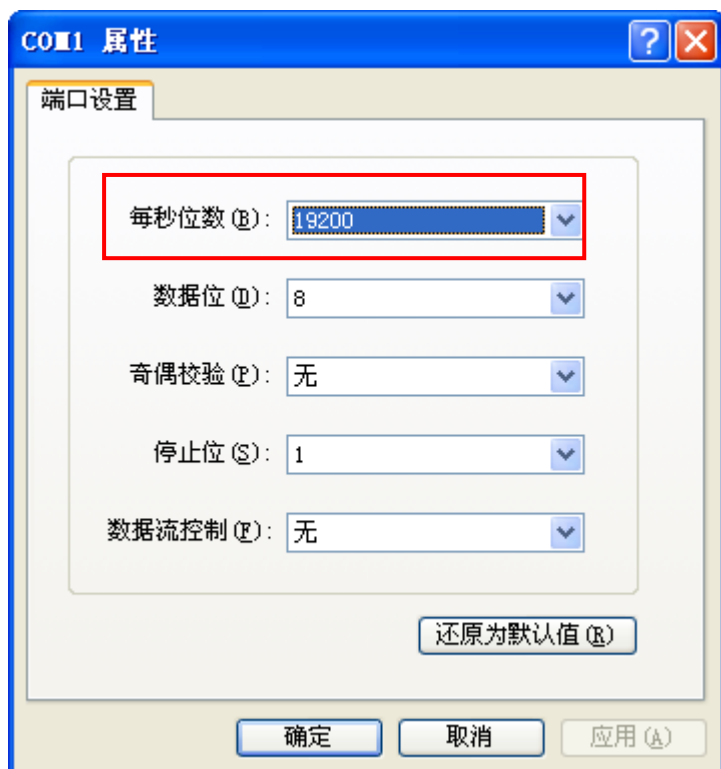 COM1 属性
端口设置
每秒位数(B): 19200
数据位(D): 8
奇偶校验(P): 无
停止位(S): 1
数据流控制(F): 无
还原为默认值(R)
确定 取消 应用(A)